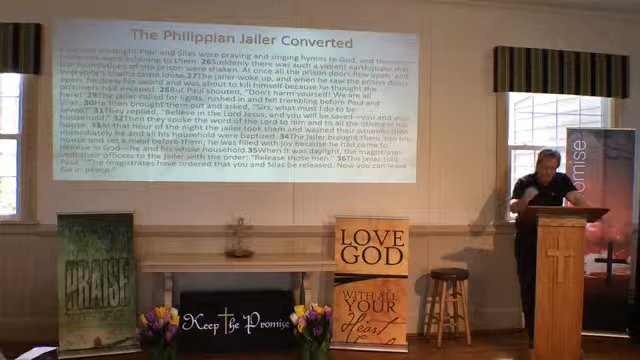 The Philippian Jailer Converted
Paul and Silas were praying and singing hymns to God, and the
were listening to them. 26Suddenly there was such a violent earthquake that
foundations of the prison were shaken. At once all the prison doors flew open, and
everyone's chains came loose. 27The jailer woke up, and when he saw the prison doors
open, he drew his sword and was about to kill himself because he thought the
prisoners had escaped. 28But Paul shouted, "Don't harm yourself! We are all
here!" 29The jailer called for lights, rushed in and fell trembling before Paul and
Silas. 30He then brought them out and asked, "Sirs, what must I do to be
saved?" 31They replied, "Believe in the Lord Jesus, and you will be saved—you and your
household." 32Then they spoke the word of the Lord to him and to all the others in his
house. 33At that hour of the night the jailer took them and washed their wounds; then
immediately he and all his household were baptized. 34The jailer brought them into his
house and set a meal before them; he was filled with joy because he had come to
believe in God—he and his whole household. 35When it was daylight, the magistrates
sent their officers to the jailer with the order: "Release those men." 36The jailer told
Paul, "The magistrates have ordered that you and Silas be released. Now you can leave.
Go in peace."
PRAISE
Keep the Promise
LOVE
GOD
WITH ALL
YOUR
Heart
omise